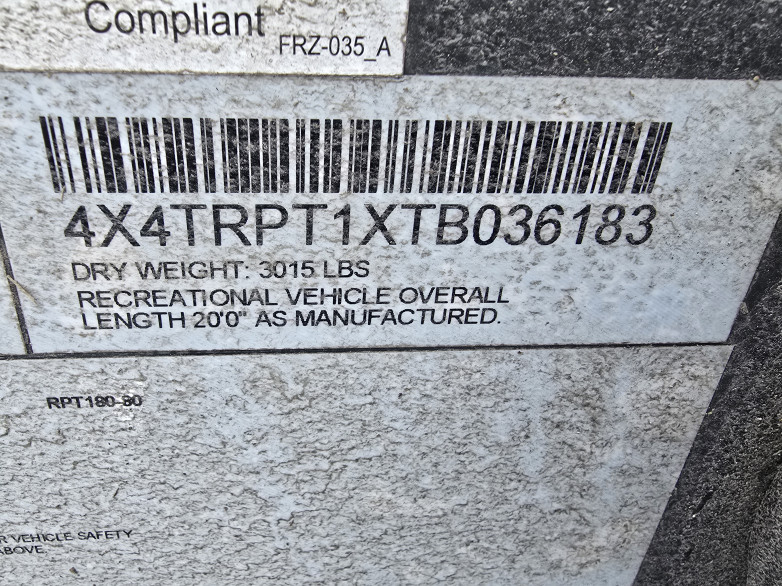 Compliant
FRZ-035_A
4X4TRPT1XTB036183
DRY WEIGHT: 3015 LBS
RECREATIONAL VEHICLE OVERALL
LENGTH 20'0" AS MANUFACTURED.
RPT180-80
R VEHICLE SAFETY
ABOVE.